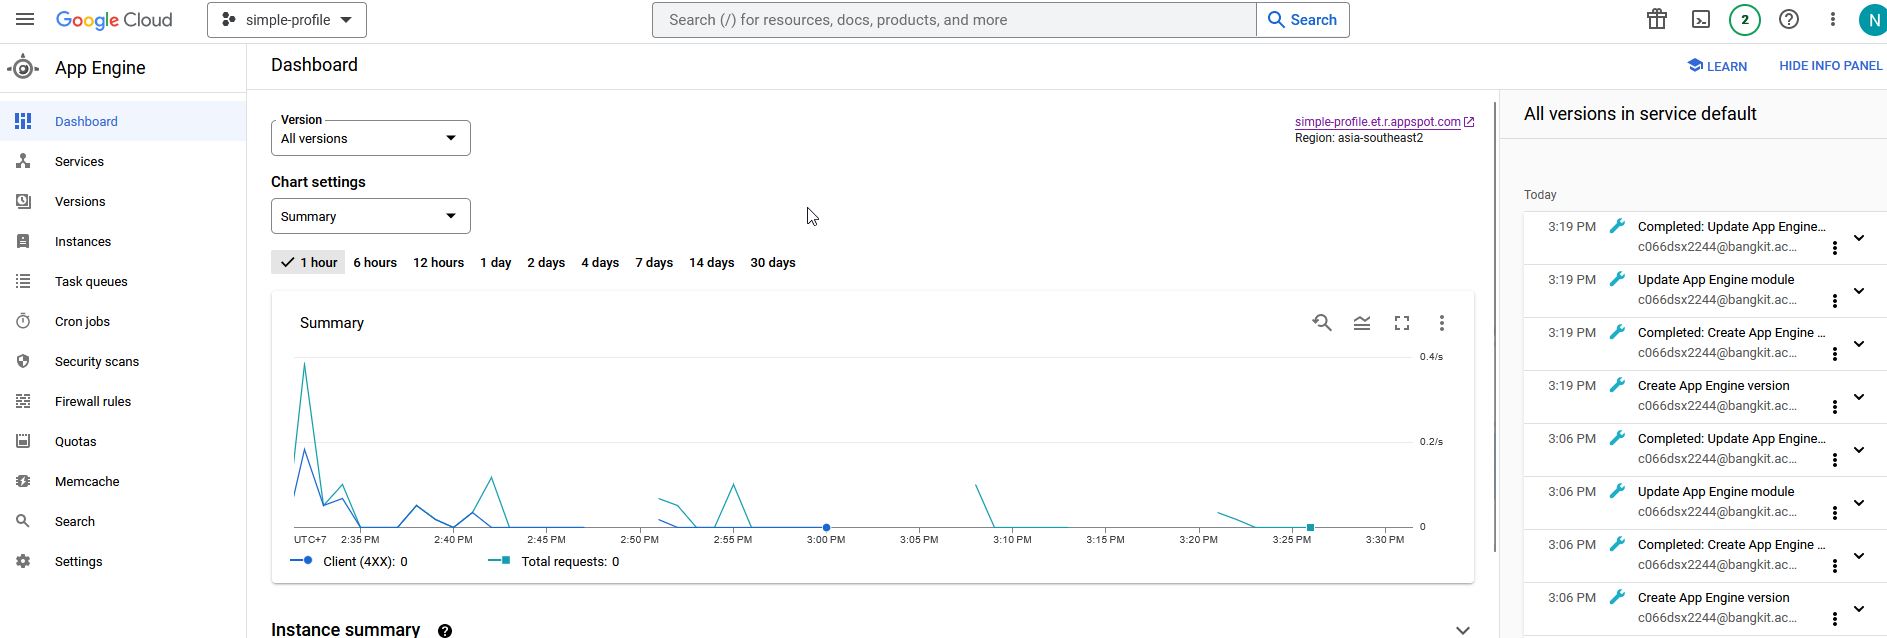 Google Cloud
simple-profile
Search (/) for resources, docs, products, and more
Search
2
N
App Engine
Dashboard
LEARN
HIDE INFO PANEL
Dashboard
Services
Versions
Instances
Task queues
Cron jobs
Security scans
Firewall rules
Quotas
Memcache
Search
Settings
Version
All versions
simple-profile.et.r.appspot.com
Region: asia-southeast2
Chart settings
Summary
1 hour 6 hours 12 hours 1 day 2 days 4 days 7 days 14 days 30 days
Summary
0.4/s
0.2/s
0
UTC+7 2:35 PM 2:40 PM 2:45 PM 2:50 PM 2:55 PM 3:00 PM 3:05 PM 3:10 PM 3:15 PM 3:20 PM 3:25 PM 3:30 PM
Client (4XX): 0 Total requests: 0
Instance summary ?
All versions in service default
Today
3:19 PM Completed: Update App Engine...
c066dsx2244@bangkit.ac...
3:19 PM Update App Engine module
c066dsx2244@bangkit.ac...
3:19 PM Completed: Create App Engine ...
c066dsx2244@bangkit.ac...
3:19 PM Create App Engine version
c066dsx2244@bangkit.ac...
3:06 PM Completed: Update App Engine...
c066dsx2244@bangkit.ac...
3:06 PM Update App Engine module
c066dsx2244@bangkit.ac...
3:06 PM Completed: Create App Engine ...
c066dsx2244@bangkit.ac...
3:06 PM Create App Engine version
c066dsx2244@bangkit.ac...